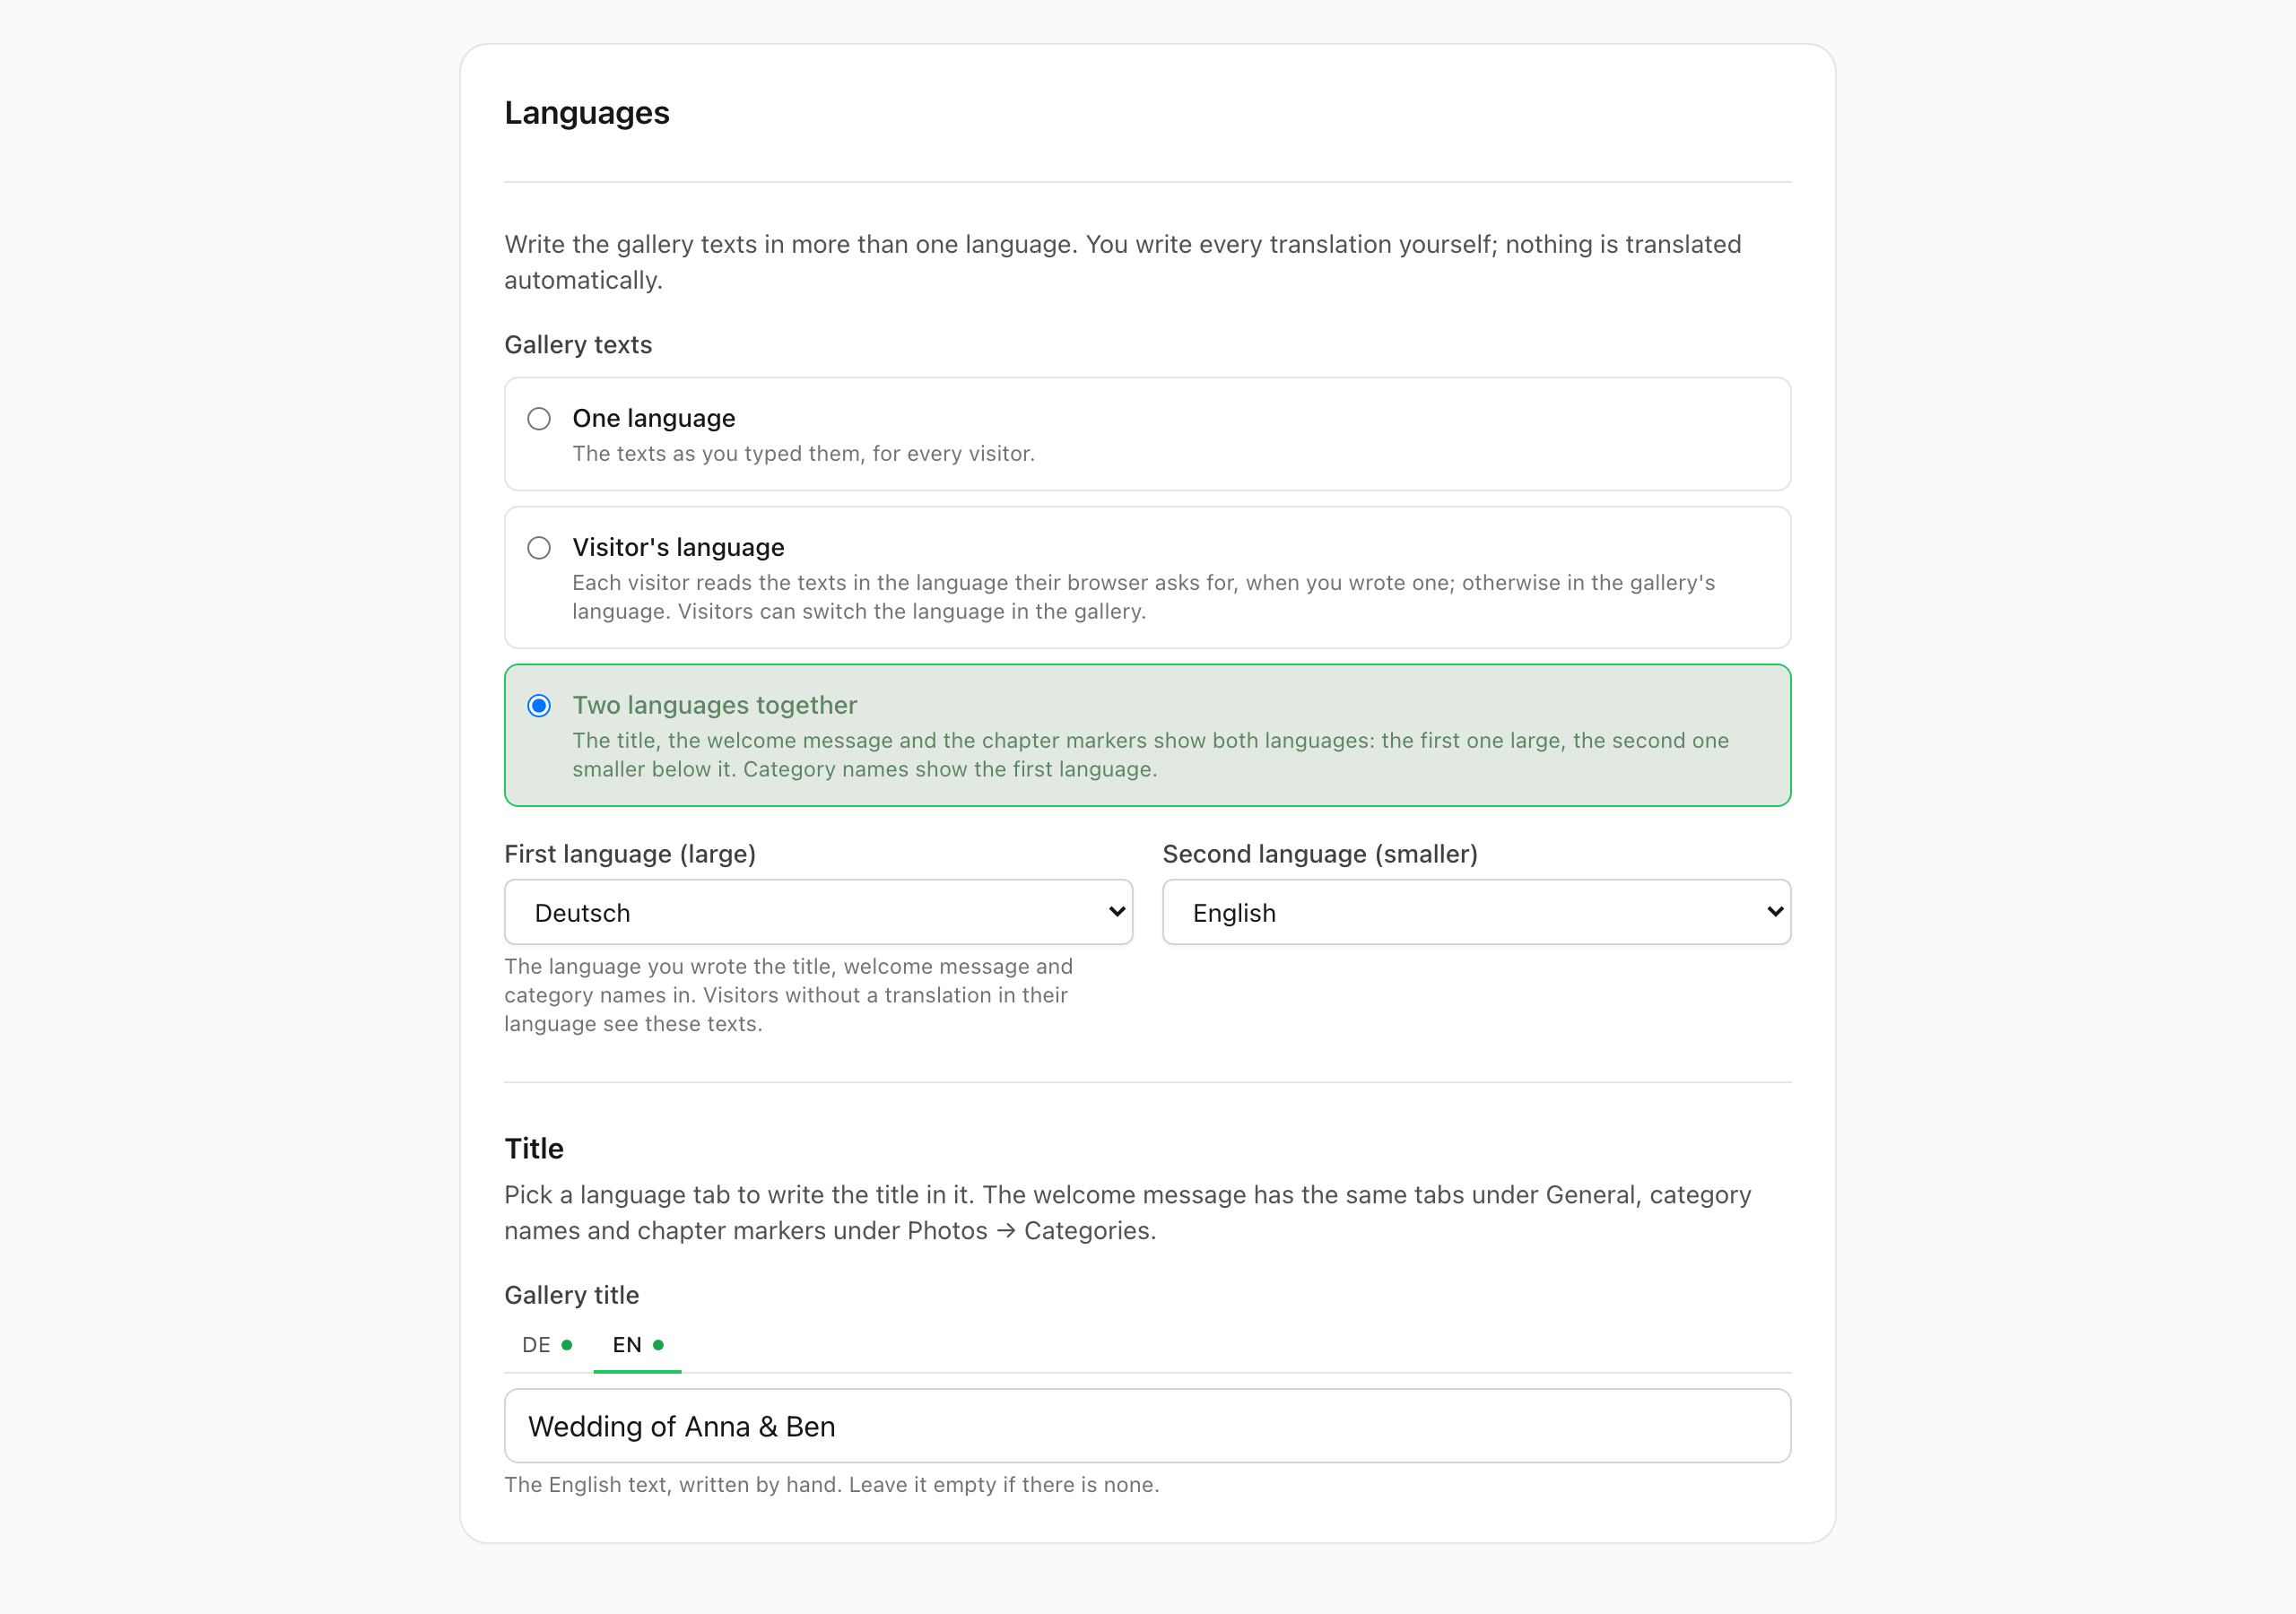 Languages
Write the gallery texts in more than one language. You write every translation yourself; nothing is translated
automatically.
Gallery texts
One language
The texts as you typed them, for every visitor.
Visitor's language
Each visitor reads the texts in the language their browser asks for, when you wrote one; otherwise in the gallery's
language. Visitors can switch the language in the gallery.
Two languages together
The title, the welcome message and the chapter markers show both languages: the first one large, the second one
smaller below it. Category names show the first language.
First language (large)
Second language (smaller)
Deutsch
English
The language you wrote the title, welcome message and
category names in. Visitors without a translation in their
language see these texts.
Title
Pick a language tab to write the title in it. The welcome message has the same tabs under General, category
names and chapter markers under Photos → Categories.
Gallery title
DE EN
Wedding of Anna & Ben
The English text, written by hand. Leave it empty if there is none.